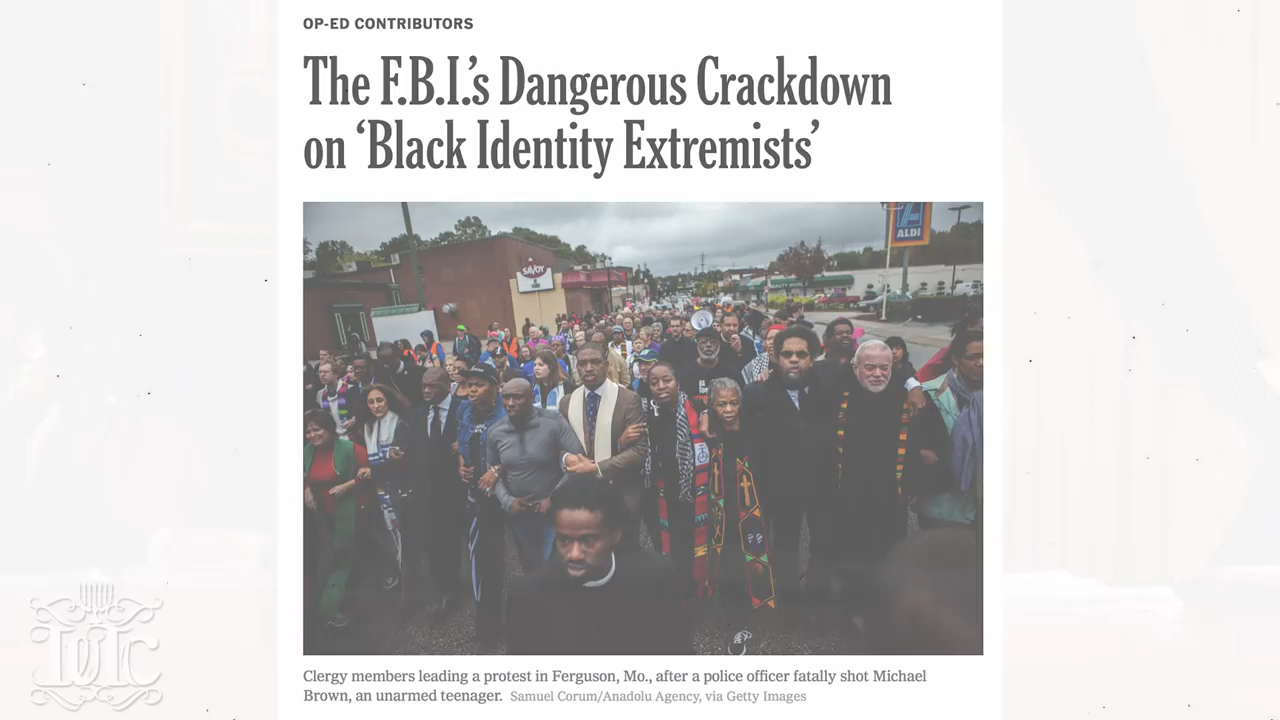 OP-ED CONTRIBUTORS
The F.B.I.’s Dangerous Crackdown
on ‘Black Identity Extremists’
SAVOY
ALDI
Clergy members leading a protest in Ferguson, Mo., after a police officer fatally shot Michael
Brown, an unarmed teenager. Samuel Corum/Anadolu Agency, via Getty Images
IUIC